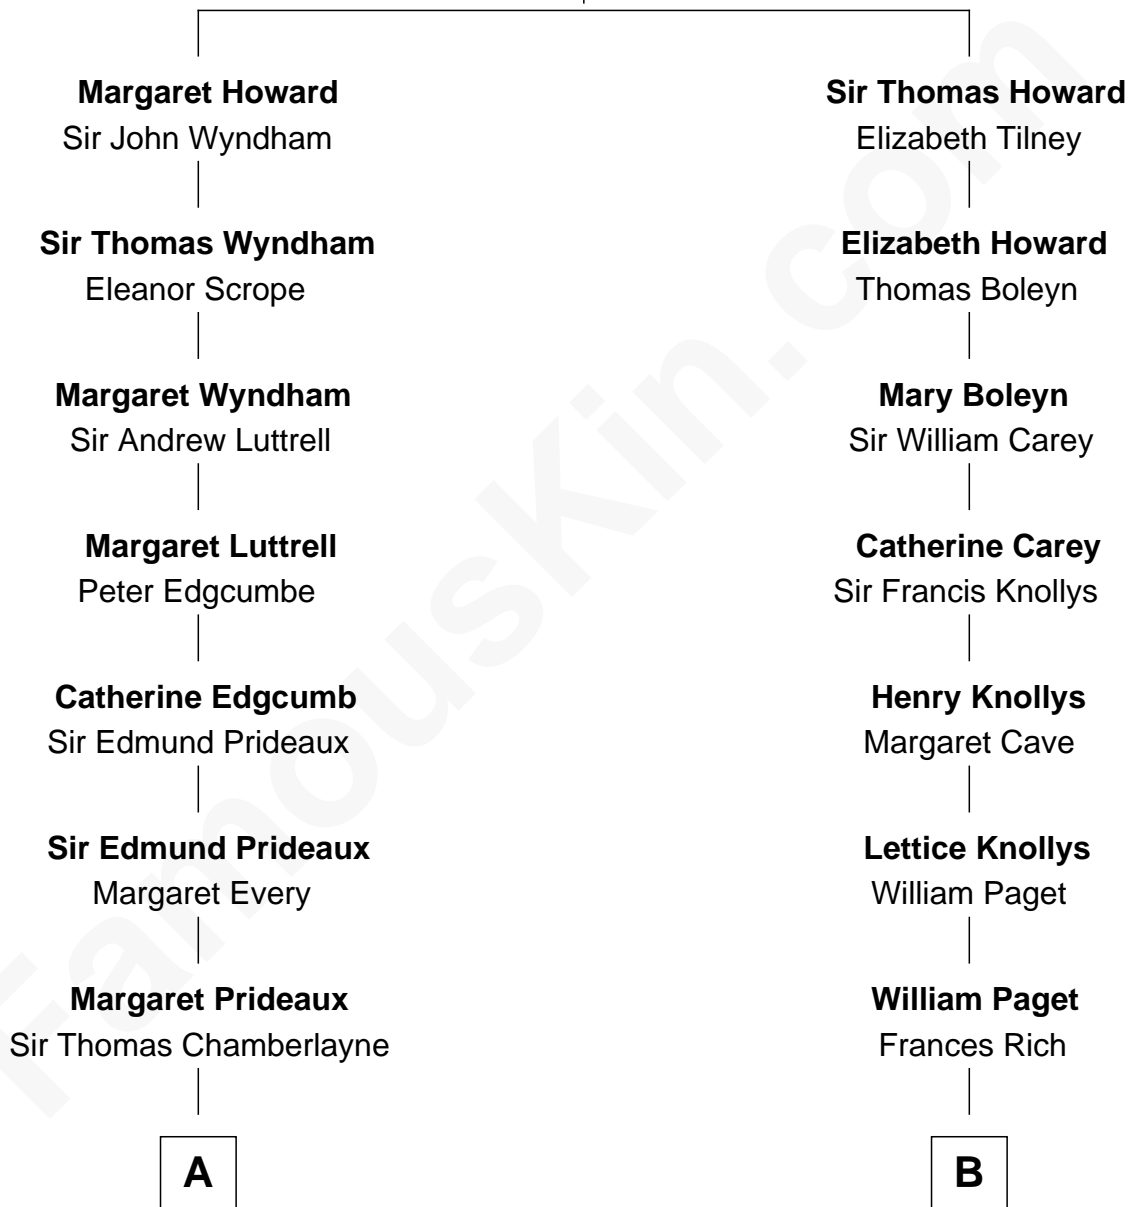 Margaret Howard
Sir John Wyndham
Sir Thomas Wyndham
Eleanor Scrope
Margaret Wyndham
Sir Andrew Luttrell
Margaret Luttrell
Peter Edgcumbe
Catherine Edgcumb
Sir Edmund Prideaux
Sir Edmund Prideaux
Margaret Every
Margaret Prideaux
Sir Thomas Chamberlayne
A
Sir Thomas Howard
Elizabeth Tilney
Elizabeth Howard
Thomas Boleyn
Mary Boleyn
Sir William Carey
Catherine Carey
Sir Francis Knollys
Henry Knollys
Margaret Cave
Lettice Knollys
William Paget
William Paget
Frances Rich
B
FamousKin.com